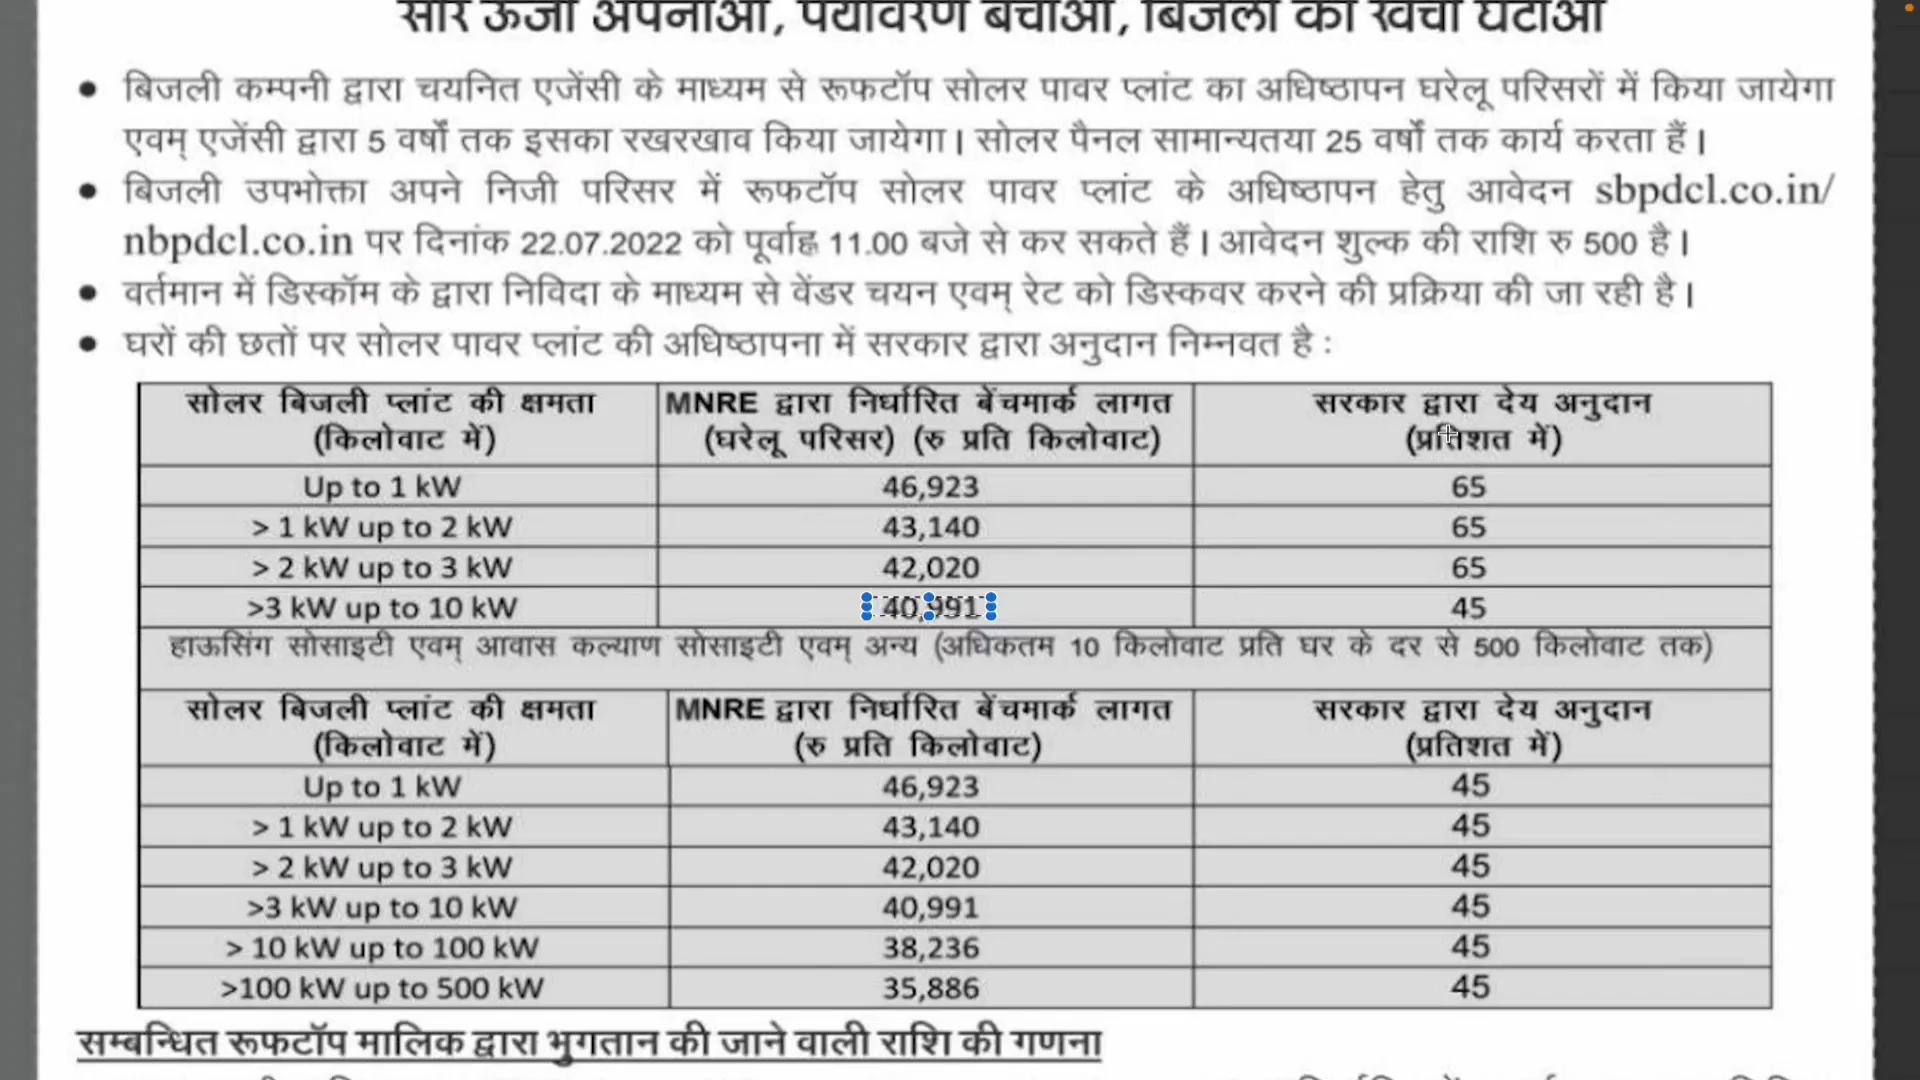 सौर ऊर्जा अपनाओ, पर्यावरण बचाओ, बिजली का खर्चा घटाओ
• बिजली कम्पनी द्वारा चयनित एजेंसी के माध्यम से रूफटॉप सोलर पावर प्लांट का अधिष्ठापन घरेलू परिसरों में किया जायेगा
एवम् एजेंसी द्वारा 5 वर्षों तक इसका रखरखाव किया जायेगा। सोलर पैनल सामान्यतया 25 वर्षों तक कार्य करता हैं।
• बिजली उपभोक्ता अपने निजी परिसर में रूफटॉप सोलर पावर प्लांट के अधिष्ठापन हेतु आवेदन sbpdcl.co.in/
nbpdcl.co.in पर दिनांक 22.07.2022 को पूर्वाह्न 11.00 बजे से कर सकते हैं। आवेदन शुल्क की राशि रु 500 है।
• वर्तमान में डिस्कॉम के द्वारा निविदा के माध्यम से वेंडर चयन एवम् रेट को डिस्कवर करने की प्रक्रिया की जा रही है।
• घरों की छतों पर सोलर पावर प्लांट की अधिष्ठापना में सरकार द्वारा अनुदान निम्नवत है :
सोलर बिजली प्लांट की क्षमता (किलोवाट में) MNRE द्वारा निर्धारित बेंचमार्क लागत (घरेलू परिसर) (रु प्रति किलोवाट) सरकार द्वारा देय अनुदान (प्रतिशत में)
Up to 1 kW 46,923 65
> 1 kW up to 2 kW 43,140 65
> 2 kW up to 3 kW 42,020 65
>3 kW up to 10 kW 40,991 45
हाऊसिंग सोसाइटी एवम् आवास कल्याण सोसाइटी एवम् अन्य (अधिकतम 10 किलोवाट प्रति घर के दर से 500 किलोवाट तक)
सोलर बिजली प्लांट की क्षमता (किलोवाट में) MNRE द्वारा निर्धारित बेंचमार्क लागत (रु प्रति किलोवाट) सरकार द्वारा देय अनुदान (प्रतिशत में)
Up to 1 kW 46,923 45
> 1 kW up to 2 kW 43,140 45
> 2 kW up to 3 kW 42,020 45
>3 kW up to 10 kW 40,991 45
> 10 kW up to 100 kW 38,236 45
>100 kW up to 500 kW 35,886 45
सम्बन्धित रूफटॉप मालिक द्वारा भुगतान की जाने वाली राशि की गणना